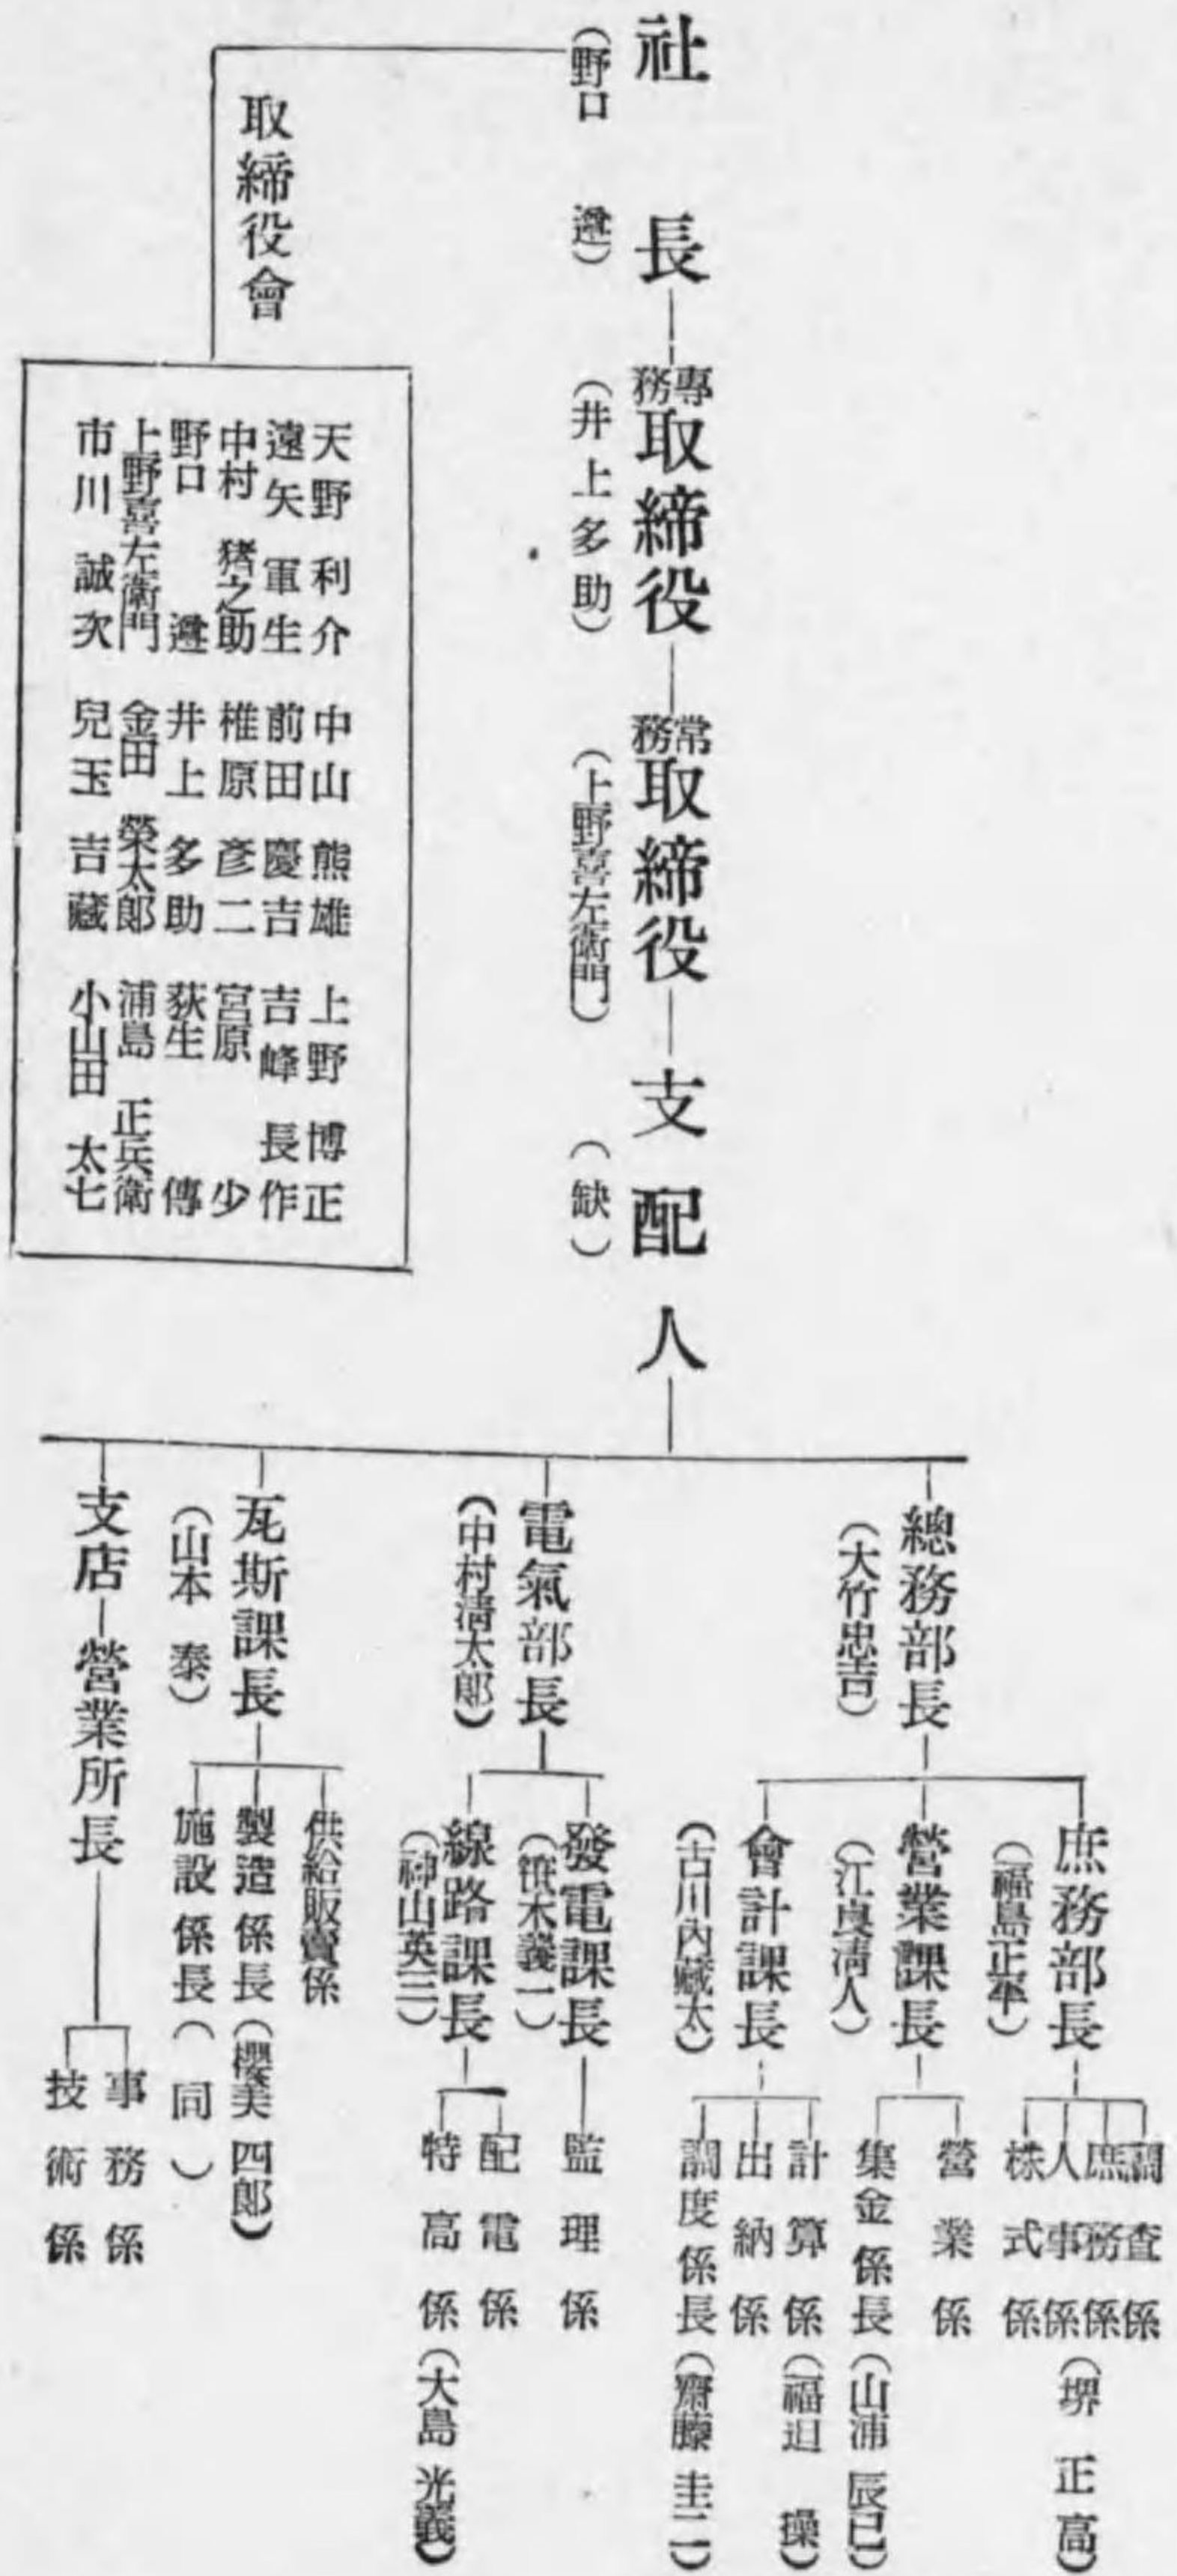 社長
(野口 遵)
專務取締役
(井上多助)
常務取締役
(上野喜左衛門)
支配人
(缺)
取締役會
天野利介 中山熊雄 上野博正
遠矢軍生 前田慶吉 吉峰長作
中村猪之助 椎原彥二 宮原少
野口遵 井上多助 荻生傳
上野喜左衛門 金田榮太郎 浦島正兵衛
市川誠次 兒玉吉藏 小山田太七
總務部長
(大竹忠吉)
庶務部長
(福島正奉)
調査係
庶務係
人事係(堺正高)
株式係
營業課長
(江良淸人)
營業係
集金係長(山浦辰巳)
會計課長
(古川內藏太)
計算係(福迫操)
出納係
調度係長(齋藤圭二)
電氣部長
(中村淸太郎)
發電課長
(笹木義一)
監理係
線路課長
(神山英三)
配電係
特高係(大島光義)
瓦斯課長
(山本泰)
供給販賣係
製造係長(櫻美四郎)
施設係長(同)
支店—營業所長
事務係
技術係